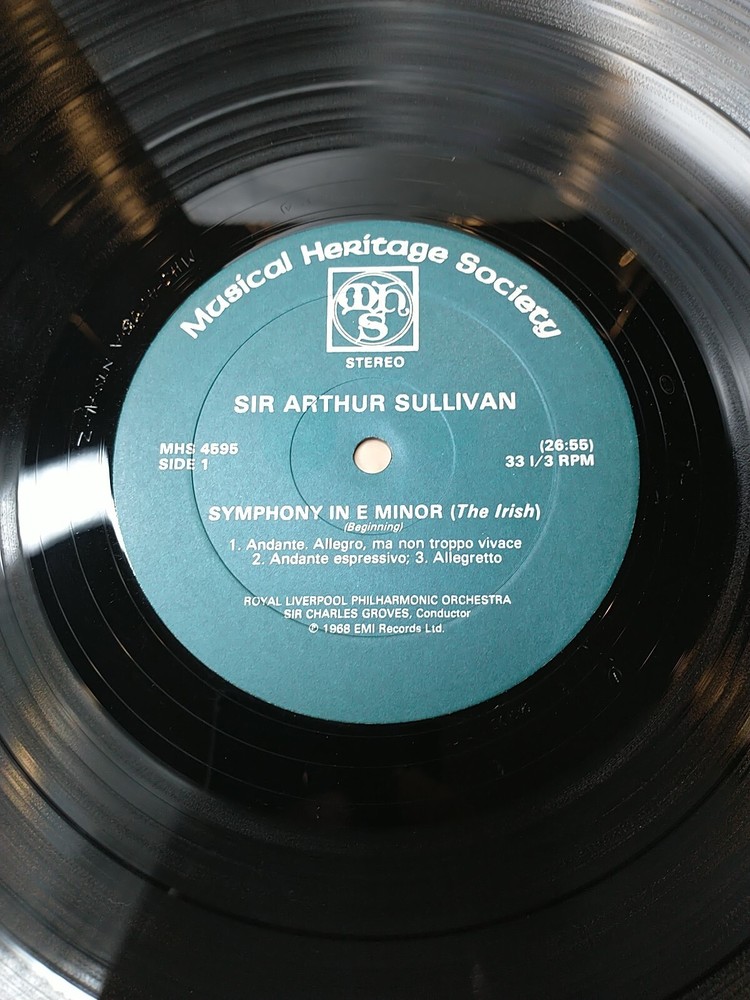 Musical Heritage Society
mhs
STEREO
SIR ARTHUR SULLIVAN
MHS 4595
SIDE 1
(26:55)
33 1/3 RPM
SYMPHONY IN E MINOR (The Irish)
(Beginning)
1. Andante. Allegro, ma non troppo vivace
2. Andante espressivo; 3. Allegretto
ROYAL LIVERPOOL PHILHARMONIC ORCHESTRA
SIR CHARLES GROVES, Conductor
℗ 1968 EMI Records Ltd.